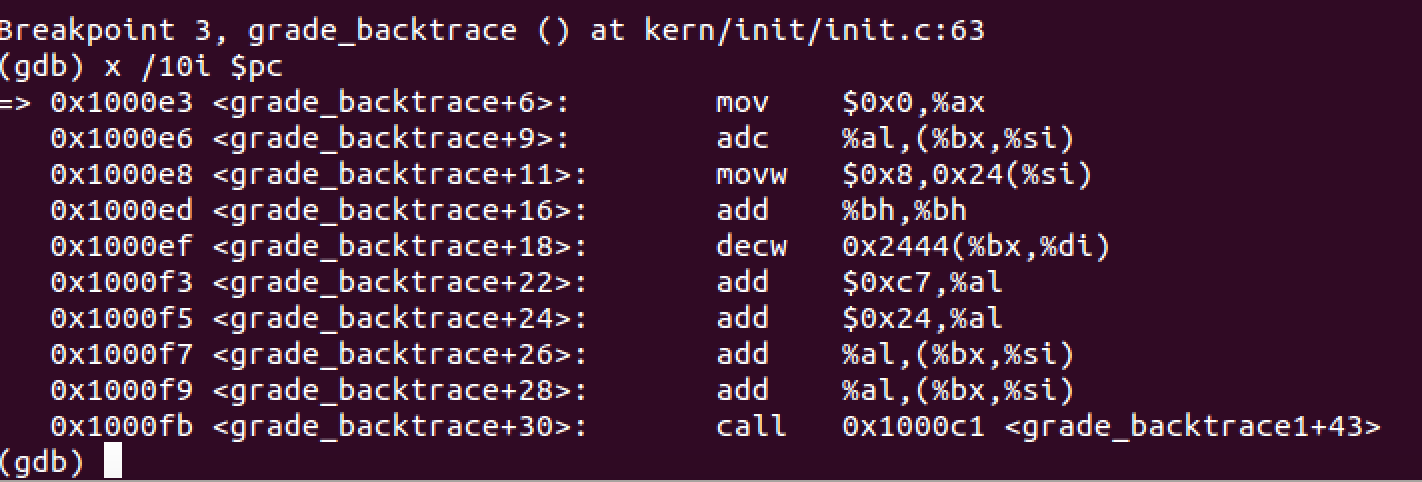 Breakpoint 3, grade_backtrace () at kern/init/init.c:63
(gdb) x /10i $pc
=> 0x1000e3 <grade_backtrace+6>: mov $0x0,%ax
0x1000e6 <grade_backtrace+9>: adc %al,(%bx,%si)
0x1000e8 <grade_backtrace+11>: movw $0x8,0x24(%si)
0x1000ed <grade_backtrace+16>: add %bh,%bh
0x1000ef <grade_backtrace+18>: decw 0x2444(%bx,%di)
0x1000f3 <grade_backtrace+22>: add $0xc7,%al
0x1000f5 <grade_backtrace+24>: add $0x24,%al
0x1000f7 <grade_backtrace+26>: add %al,(%bx,%si)
0x1000f9 <grade_backtrace+28>: add %al,(%bx,%si)
0x1000fb <grade_backtrace+30>: call 0x1000c1 <grade_backtrace1+43>
(gdb)